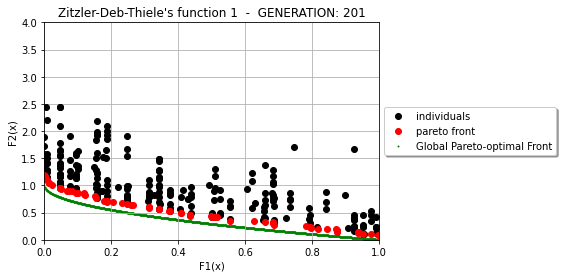 Zitzler-Deb-Thiele's function 1 - GENERATION: 201
4.0
3.5
3.0
2.5
2.0
1.5
1.0
0.5
0.0
F2(x)
0.0 0.2 0.4 0.6 0.8 1.0
F1(x)
individuals
pareto front
Global Pareto-optimal Front